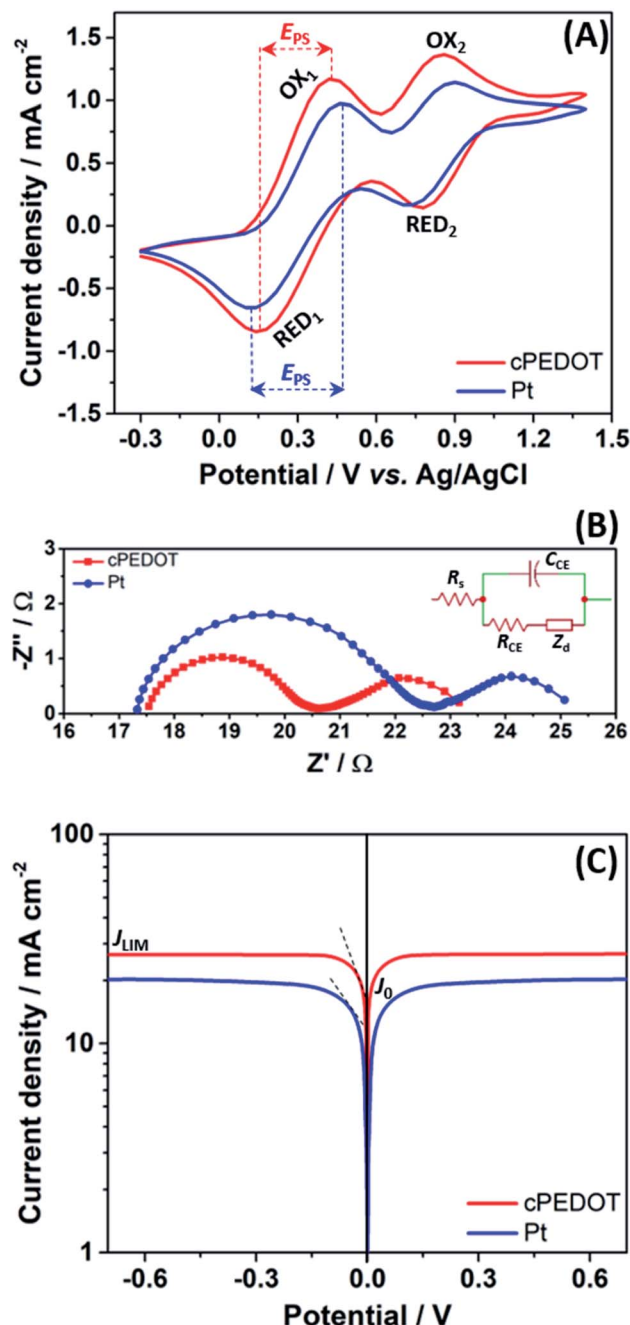 (A)
E_PS
OX₁
OX₂
RED₂
RED₁
E_PS
cPEDOT
Pt
Current density / mA cm⁻²
1.5
1.0
0.5
0.0
-0.5
-1.0
-1.5
-0.3 0.0 0.3 0.6 0.9 1.2 1.5
Potential / V vs. Ag/AgCl
(B)
cPEDOT
Pt
R_s
C_CE
R_CE
Z_d
-Z'' / Ω
3
2
1
0
16 17 18 19 20 21 22 23 24 25 26
Z' / Ω
(C)
J_LIM
J₀
cPEDOT
Pt
Current density / mA cm⁻²
100
10
1
-0.6 -0.3 0.0 0.3 0.6
Potential / V